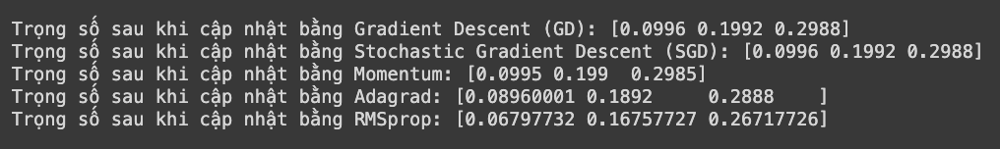 Trọng số sau khi cập nhật bằng Gradient Descent (GD): [0.0996 0.1992 0.2988]
Trọng số sau khi cập nhật bằng Stochastic Gradient Descent (SGD): [0.0996 0.1992 0.2988]
Trọng số sau khi cập nhật bằng Momentum: [0.0995 0.199  0.2985]
Trọng số sau khi cập nhật bằng Adagrad: [0.08960001 0.1892     0.2888    ]
Trọng số sau khi cập nhật bằng RMSprop: [0.06797732 0.16757727 0.26717726]